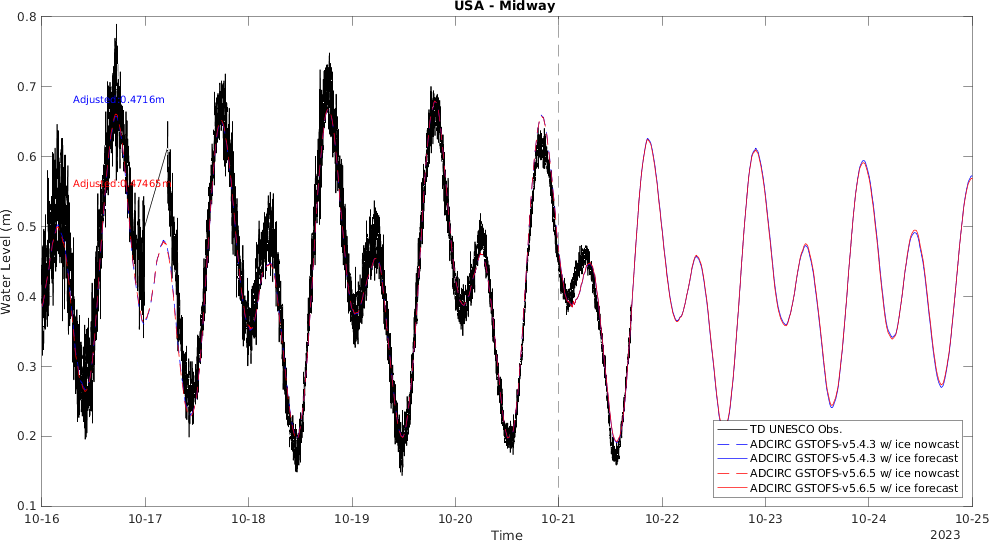 USA - Midway
0.8
0.7
0.6
0.5
0.4
0.3
0.2
0.1
Water Level (m)
Adjusted:0.4716m
Adjusted:0.47465m
TD UNESCO Obs.
ADCIRC GSTOFS-v5.4.3 w/ ice nowcast
ADCIRC GSTOFS-v5.4.3 w/ ice forecast
ADCIRC GSTOFS-v5.6.5 w/ ice nowcast
ADCIRC GSTOFS-v5.6.5 w/ ice forecast
10-16 10-17 10-18 10-19 10-20 10-21 10-22 10-23 10-24 10-25
Time
2023